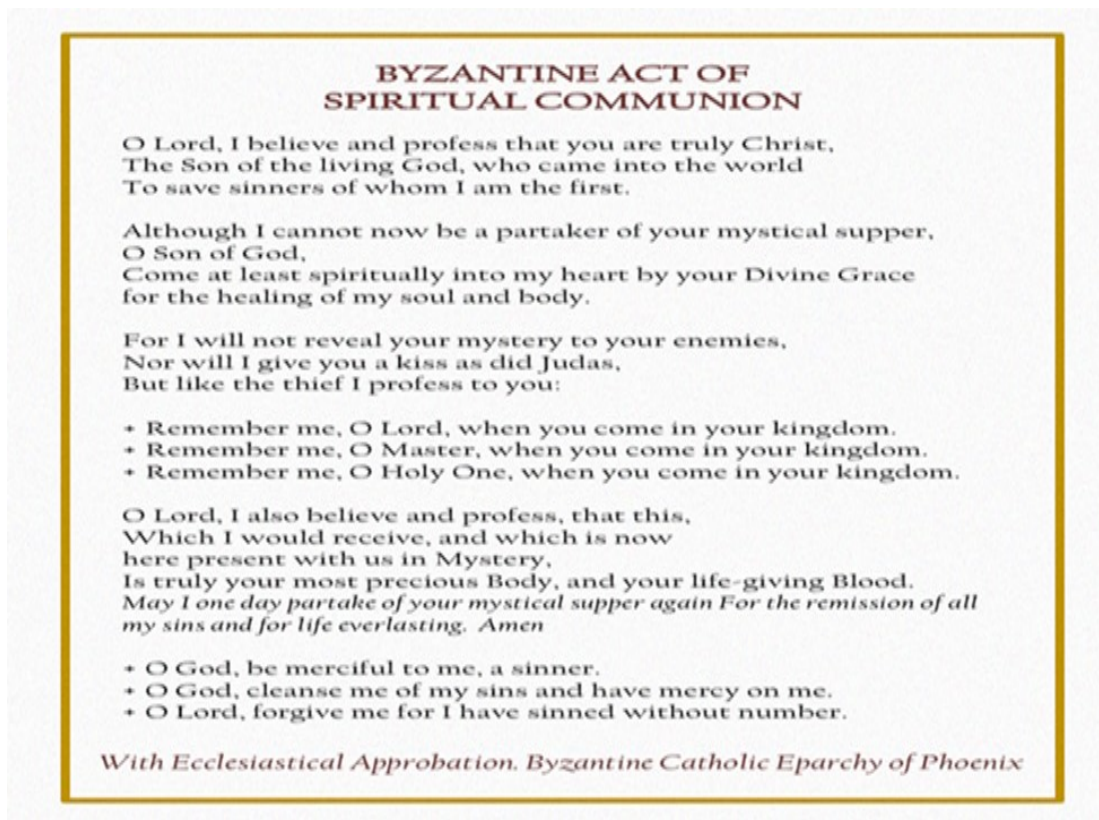 BYZANTINE ACT OF
SPIRITUAL COMMUNION
O Lord, I believe and profess that you are truly Christ,
The Son of the living God, who came into the world
To save sinners of whom I am the first.
Although I cannot now be a partaker of your mystical supper,
O Son of God,
Come at least spiritually into my heart by your Divine Grace
for the healing of my soul and body.
For I will not reveal your mystery to your enemies,
Nor will I give you a kiss as did Judas,
But like the thief I profess to you:
+ Remember me, O Lord, when you come in your kingdom.
+ Remember me, O Master, when you come in your kingdom.
+ Remember me, O Holy One, when you come in your kingdom.
O Lord, I also believe and profess, that this,
Which I would receive, and which is now
here present with us in Mystery,
Is truly your most precious Body, and your life-giving Blood.
May I one day partake of your mystical supper again For the remission of all
my sins and for life everlasting. Amen
+ O God, be merciful to me, a sinner.
+ O God, cleanse me of my sins and have mercy on me.
+ O Lord, forgive me for I have sinned without number.
With Ecclesiastical Approbation. Byzantine Catholic Eparchy of Phoenix